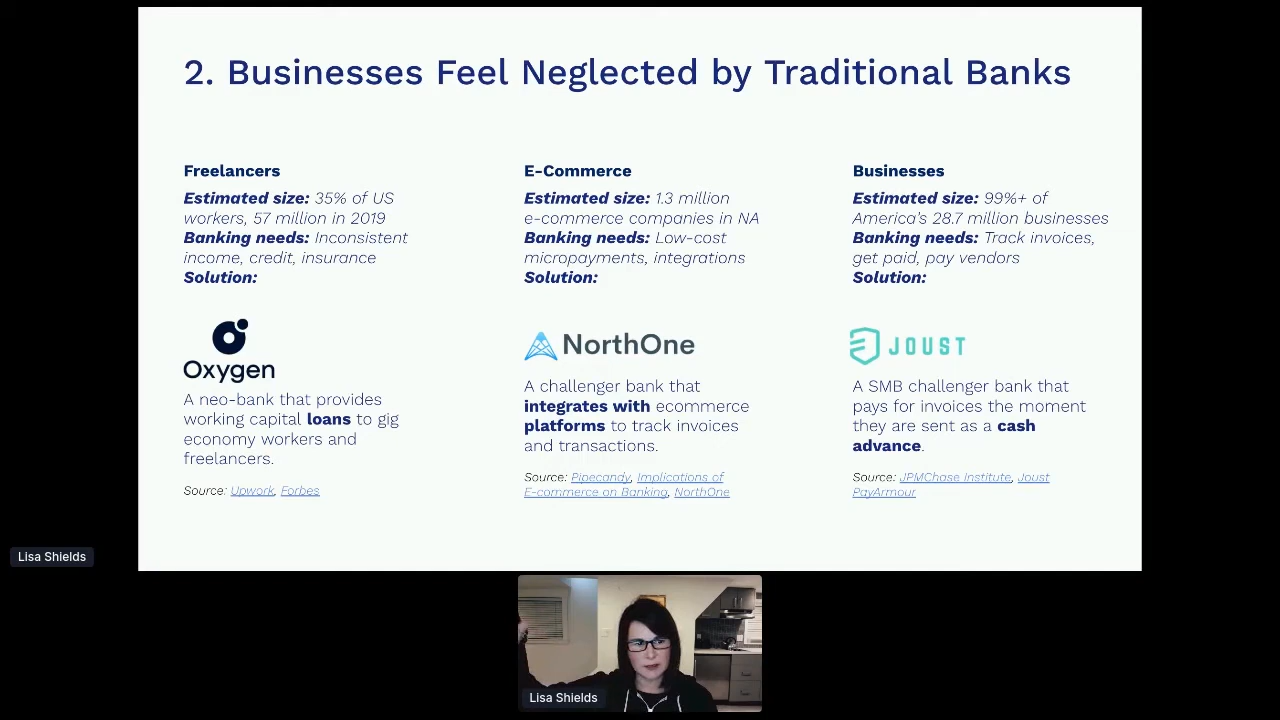 2. Businesses Feel Neglected by Traditional Banks
Freelancers
Estimated size: 35% of US
workers, 57 million in 2019
Banking needs: Inconsistent
income, credit, insurance
Solution:
Oxygen
A neo-bank that provides
working capital loans to gig
economy workers and
freelancers.
Source: Upwork, Forbes
E-Commerce
Estimated size: 1.3 million
e-commerce companies in NA
Banking needs: Low-cost
micropayments, integrations
Solution:
NorthOne
A challenger bank that
integrates with ecommerce
platforms to track invoices
and transactions.
Source: Pipecandy, Implications of
E-commerce on Banking, NorthOne
Businesses
Estimated size: 99%+ of
America's 28.7 million businesses
Banking needs: Track invoices,
get paid, pay vendors
Solution:
JOUST
A SMB challenger bank that
pays for invoices the moment
they are sent as a cash
advance.
Source: JPMChase Institute, Joust
PayArmour
Lisa Shields
Lisa Shields